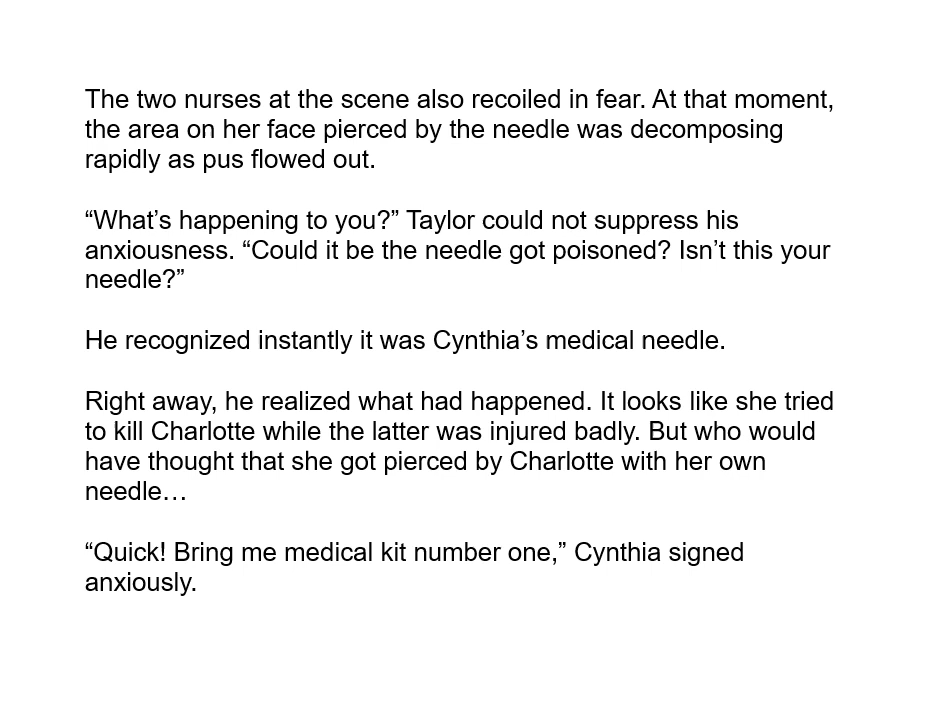 The two nurses at the scene also recoiled in fear. At that moment,
the area on her face pierced by the needle was decomposing
rapidly as pus flowed out.
“What’s happening to you?” Taylor could not suppress his
anxiousness. “Could it be the needle got poisoned? Isn’t this your
needle?”
He recognized instantly it was Cynthia’s medical needle.
Right away, he realized what had happened. It looks like she tried
to kill Charlotte while the latter was injured badly. But who would
have thought that she got pierced by Charlotte with her own
needle…
“Quick! Bring me medical kit number one,” Cynthia signed
anxiously.